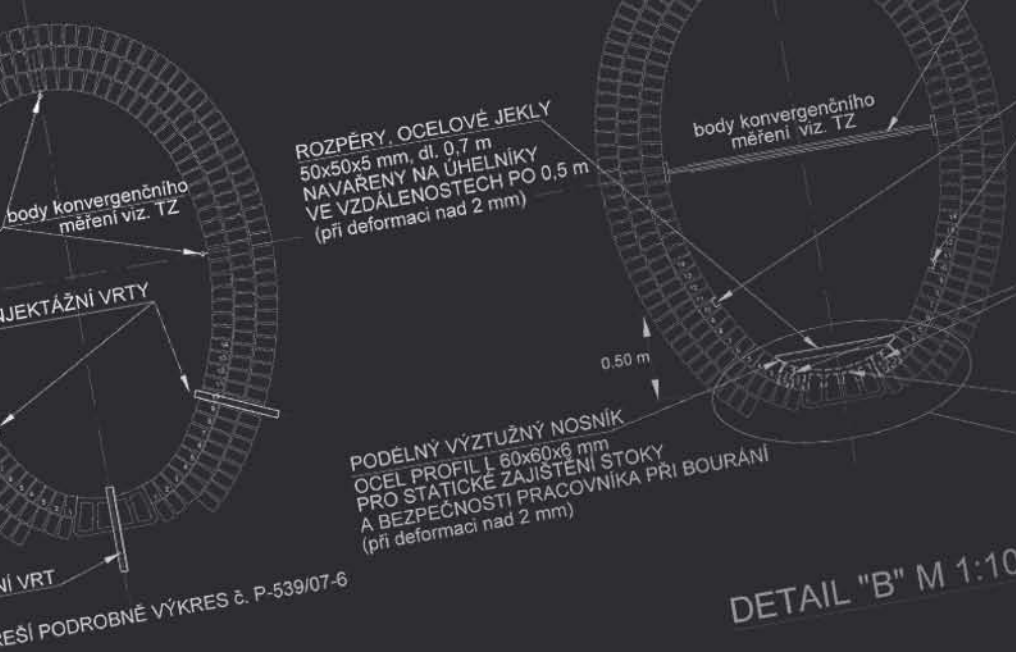 body konvergenčního
měření viz. TZ
ROZPĚRY, OCELOVÉ JEKLY
50x50x5 mm, dl. 0,7 m
NAVAŘENY NA ÚHELNÍKY
VE VZDÁLENOSTECH PO 0,5 m
(při deformaci nad 2 mm)
body konvergenčního
měření viz. TZ
NJEKTÁŽNÍ VRTY
0.50 m
PODÉLNÝ VÝZTUŽNÝ NOSNÍK
OCEL PROFIL L 60x60x6 mm
PRO STATICKÉ ZAJIŠTĚNÍ STOKY
A BEZPEČNOSTI PRACOVNÍKA PŘI BOURÁNÍ
(při deformaci nad 2 mm)
NÍ VRT
ŘEŠÍ PODROBNĚ VÝKRES č. P-539/07-6
DETAIL "B" M 1:10